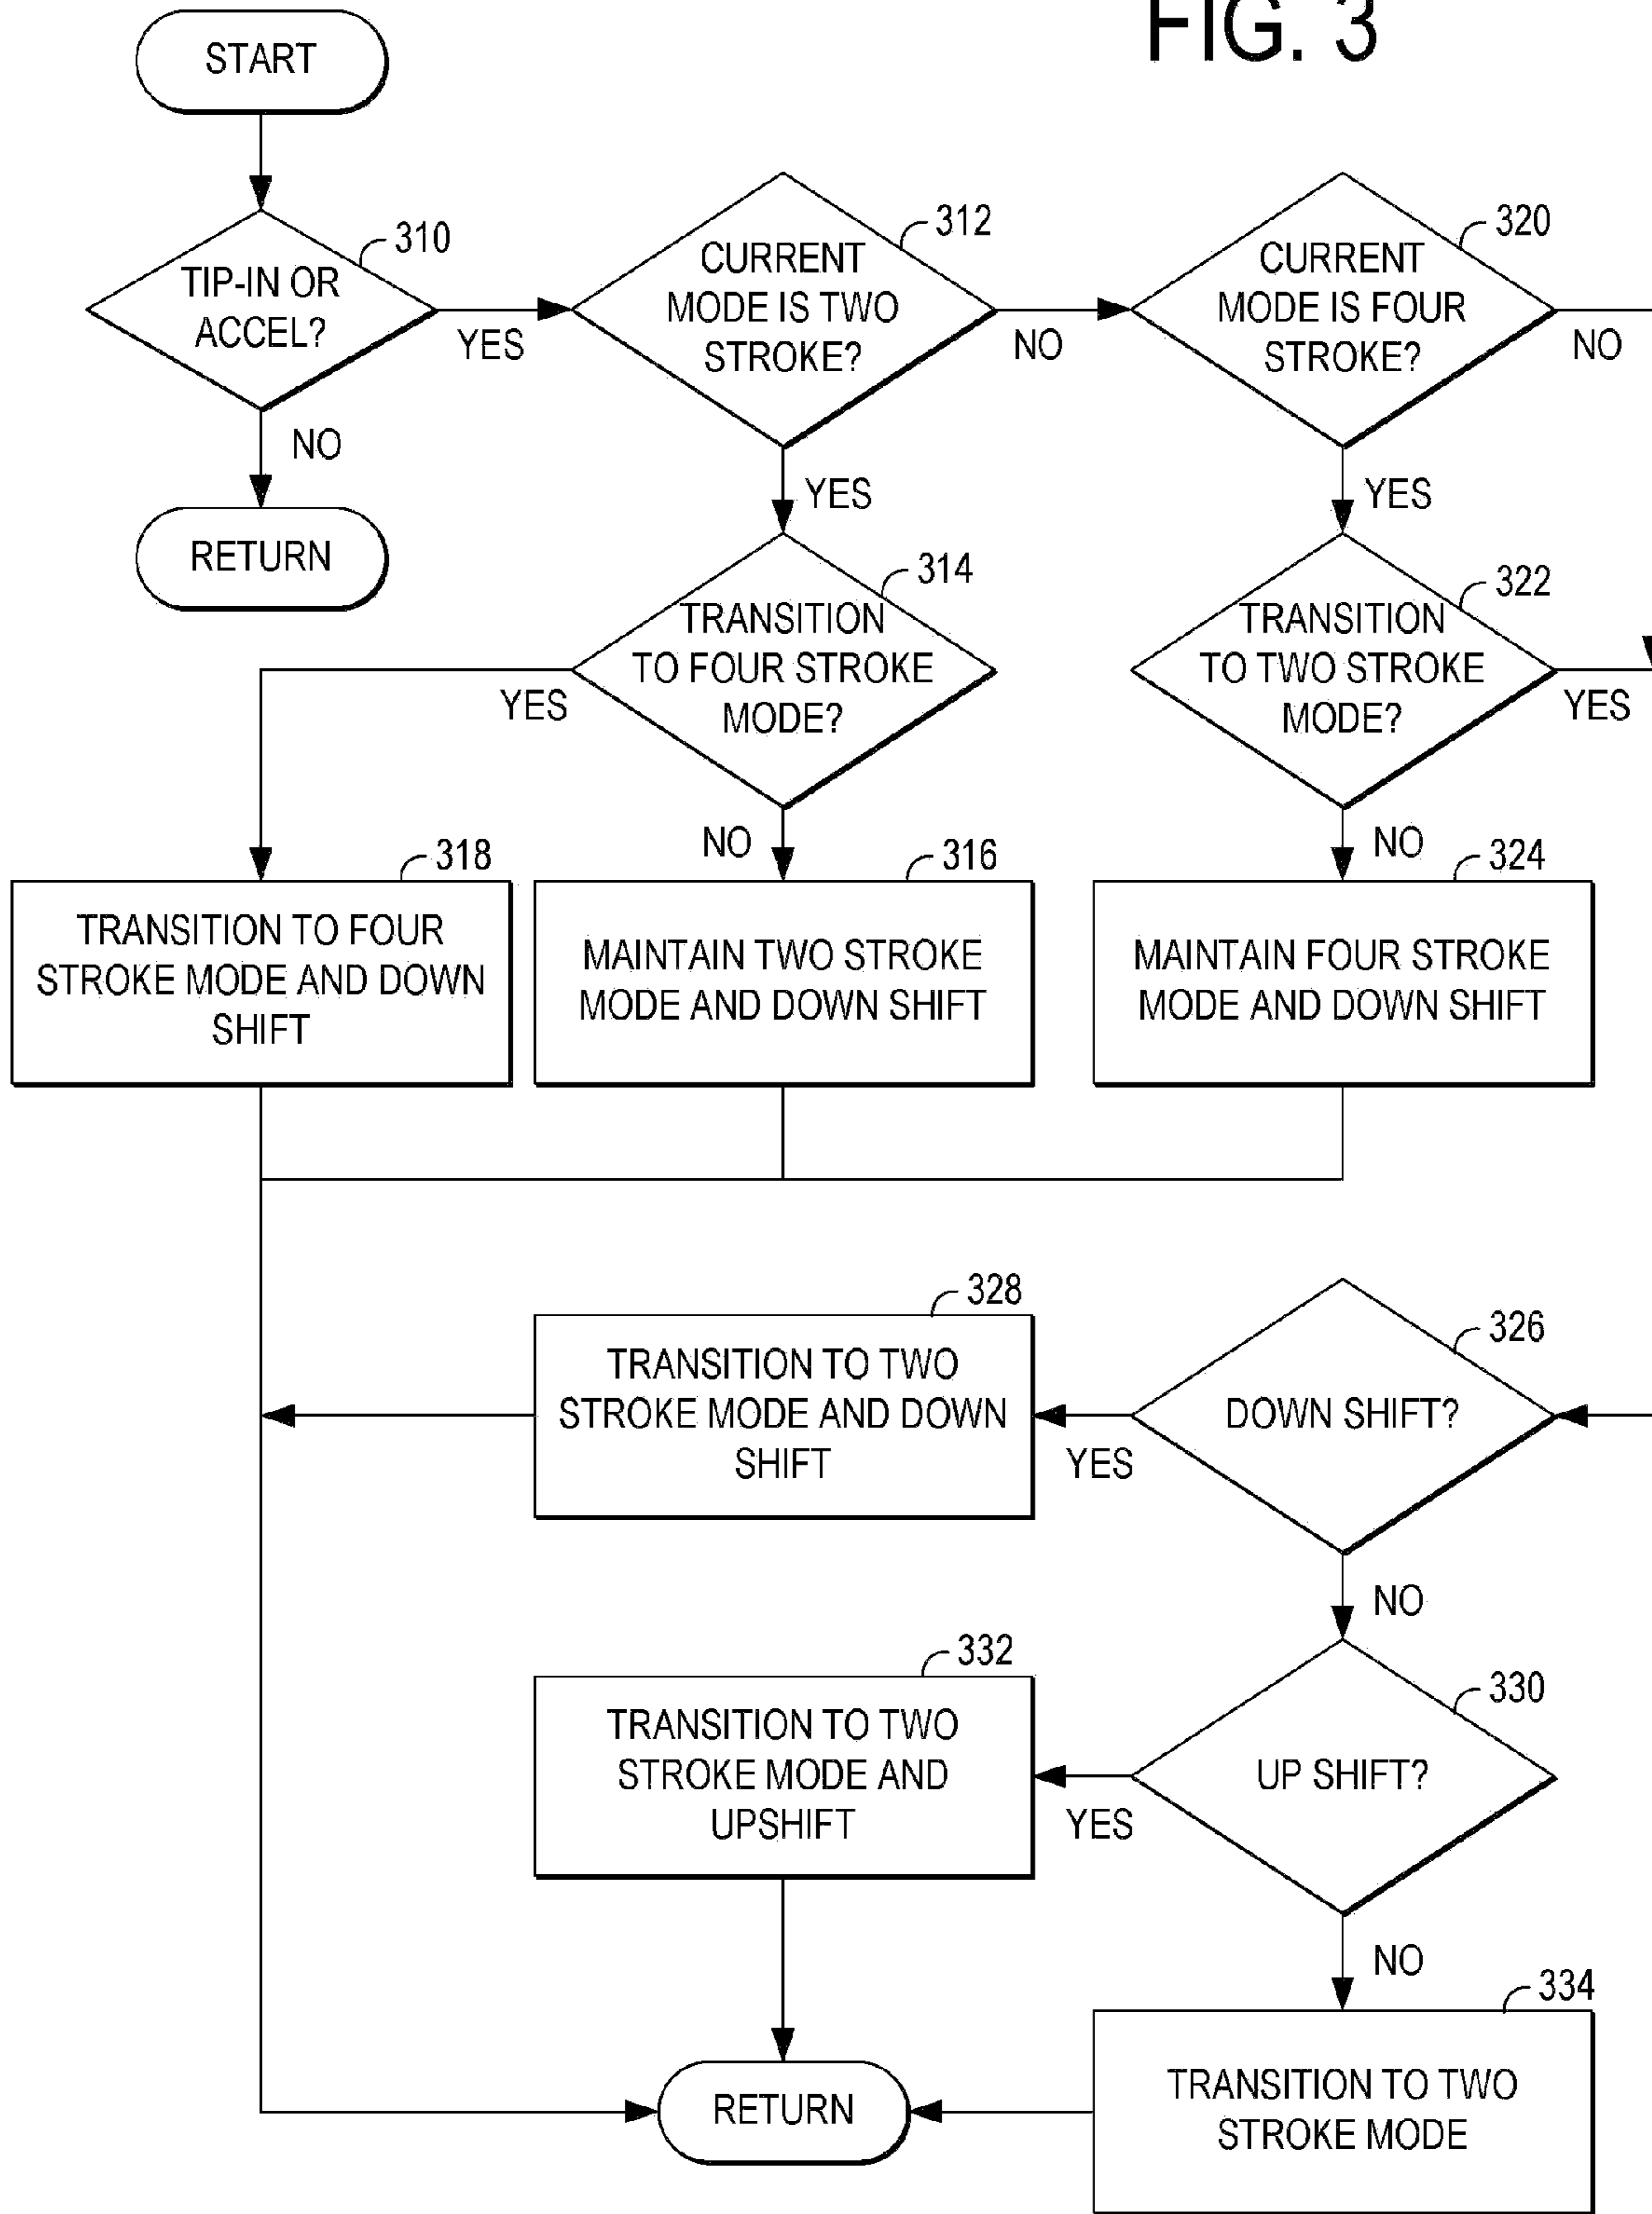 FIG. 3
START
310
TIP-IN OR
ACCEL?
YES
NO
RETURN
312
CURRENT
MODE IS TWO
STROKE?
NO
YES
320
CURRENT
MODE IS FOUR
STROKE?
NO
YES
314
TRANSITION
TO FOUR STROKE
MODE?
YES
NO
322
TRANSITION
TO TWO STROKE
MODE?
YES
NO
318
TRANSITION TO FOUR
STROKE MODE AND DOWN
SHIFT
316
MAINTAIN TWO STROKE
MODE AND DOWN SHIFT
324
MAINTAIN FOUR STROKE
MODE AND DOWN SHIFT
328
TRANSITION TO TWO
STROKE MODE AND DOWN
SHIFT
326
DOWN SHIFT?
YES
NO
332
TRANSITION TO TWO
STROKE MODE AND
UPSHIFT
330
UP SHIFT?
YES
NO
334
TRANSITION TO TWO
STROKE MODE
RETURN